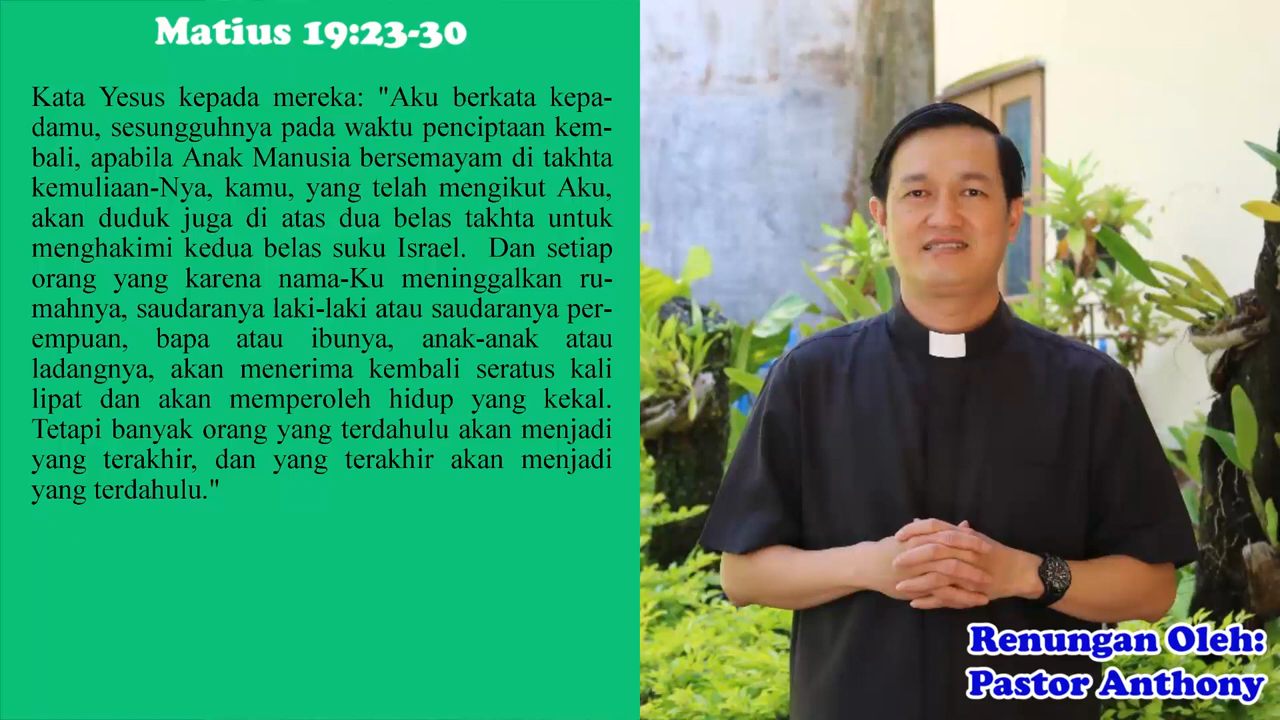 Matius 19:23-30
Kata Yesus kepada mereka: "Aku berkata kepa-
damu, sesungguhnya pada waktu penciptaan kem-
bali, apabila Anak Manusia bersemayam di takhta
kemuliaan-Nya, kamu, yang telah mengikut Aku,
akan duduk juga di atas dua belas takhta untuk
menghakimi kedua belas suku Israel. Dan setiap
orang yang karena nama-Ku meninggalkan ru-
mahnya, saudaranya laki-laki atau saudaranya per-
empuan, bapa atau ibunya, anak-anak atau
ladangnya, akan menerima kembali seratus kali
lipat dan akan memperoleh hidup yang kekal.
Tetapi banyak orang yang terdahulu akan menjadi
yang terakhir, dan yang terakhir akan menjadi
yang terdahulu."
Renungan Oleh:
Pastor Anthony